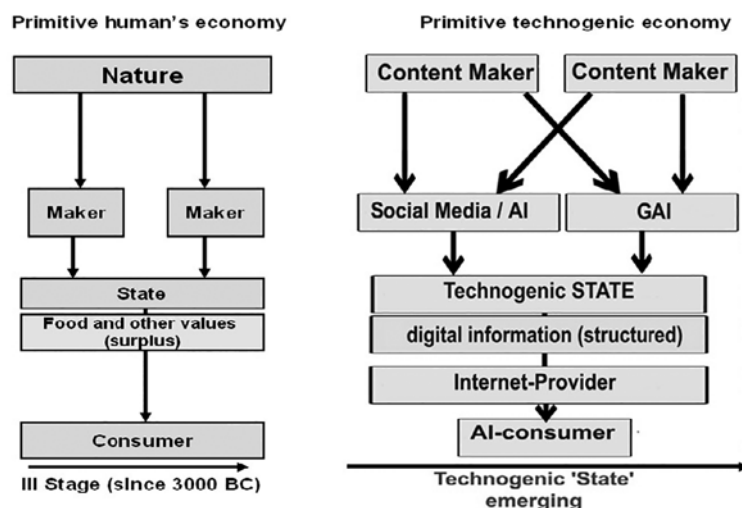 Primitive human's economy
Nature
Maker Maker
State
Food and other values
(surplus)
Consumer
III Stage (since 3000 BC)
Primitive technogenic economy
Content Maker Content Maker
Social Media / AI GAI
Technogenic STATE
digital information (structured)
Internet-Provider
AI-consumer
Technogenic 'State'
emerging